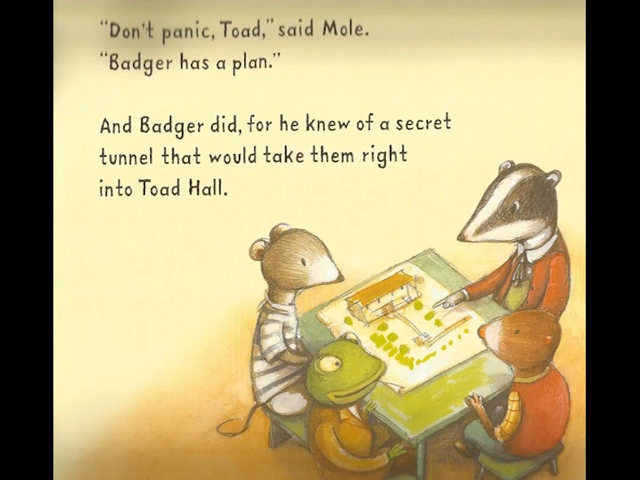 “Don't panic, Toad,” said Mole.
“Badger has a plan.”
And Badger did, for he knew of a secret
tunnel that would take them right
into Toad Hall.